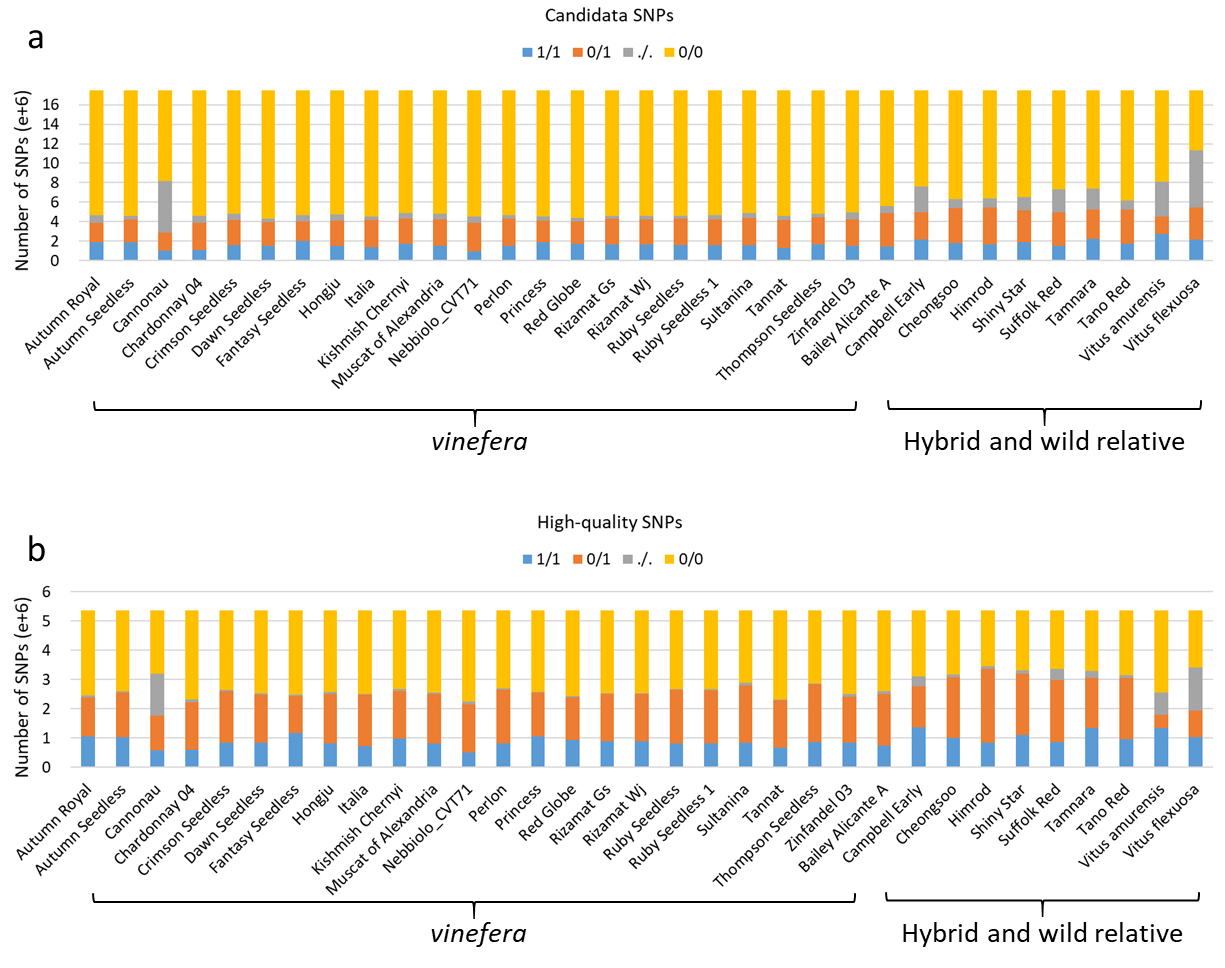 Candidata SNPs
a
1/1 0/1 ./. 0/0
Number of SNPs (e+6)
16
14
12
10
8
6
4
2
0
Autumn Royal
Autumn Seedless
Cannonau
Chardonnay 04
Crimson Seedless
Dawn Seedless
Fantasy Seedless
Hongju
Italia
Kishmish Chernyi
Muscat of Alexandria
Nebbiolo_CVT71
Perlon
Princess
Red Globe
Rizamat Gs
Rizamat Wj
Ruby Seedless
Ruby Seedless 1
Sultanina
Tannat
Thompson Seedless
Zinfandel 03
Bailey Alicante A
Campbell Early
Cheongsoo
Himrod
Shiny Star
Suffolk Red
Tamnara
Tano Red
Vitus amurensis
Vitus flexuosa
vinefera
Hybrid and wild relative
High-quality SNPs
b
1/1 0/1 ./. 0/0
Number of SNPs (e+6)
6
5
4
3
2
1
0
Autumn Royal
Autumn Seedless
Cannonau
Chardonnay 04
Crimson Seedless
Dawn Seedless
Fantasy Seedless
Hongju
Italia
Kishmish Chernyi
Muscat of Alexandria
Nebbiolo_CVT71
Perlon
Princess
Red Globe
Rizamat Gs
Rizamat Wj
Ruby Seedless
Ruby Seedless 1
Sultanina
Tannat
Thompson Seedless
Zinfandel 03
Bailey Alicante A
Campbell Early
Cheongsoo
Himrod
Shiny Star
Suffolk Red
Tamnara
Tano Red
Vitus amurensis
Vitus flexuosa
vinefera
Hybrid and wild relative